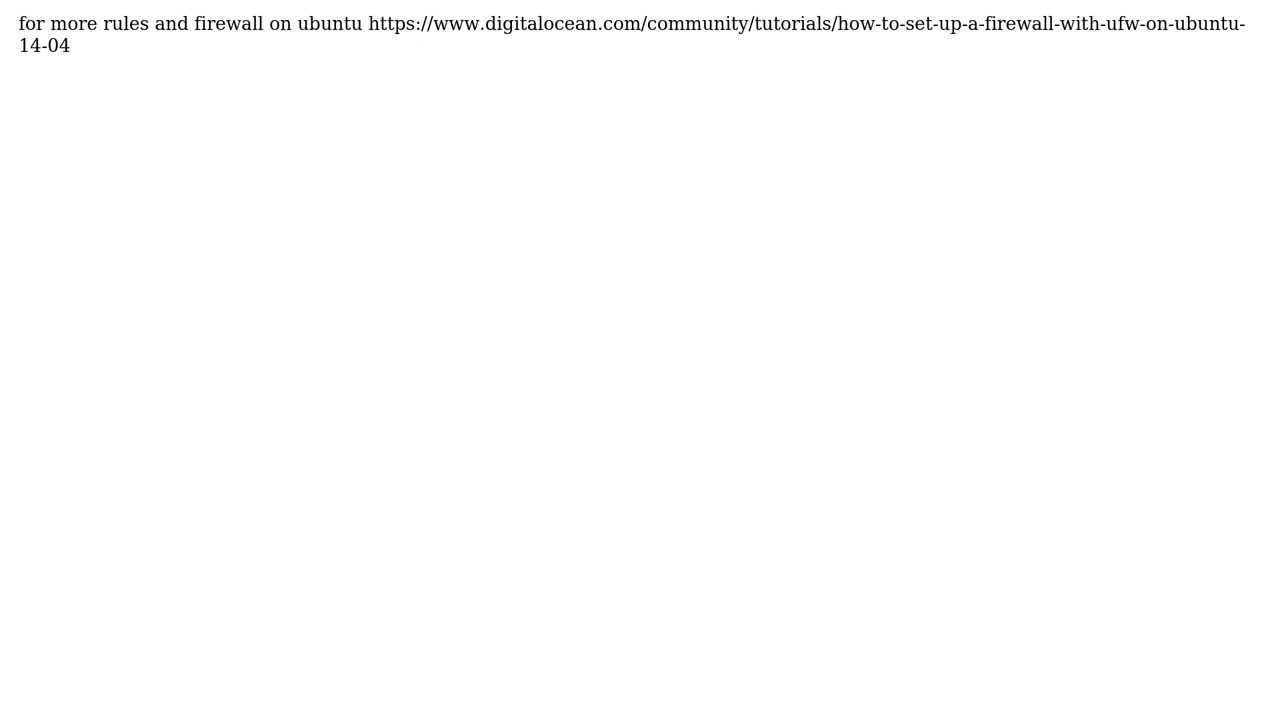 for more rules and firewall on ubuntu https://www.digitalocean.com/community/tutorials/how-to-set-up-a-firewall-with-ufw-on-ubuntu-
14-04